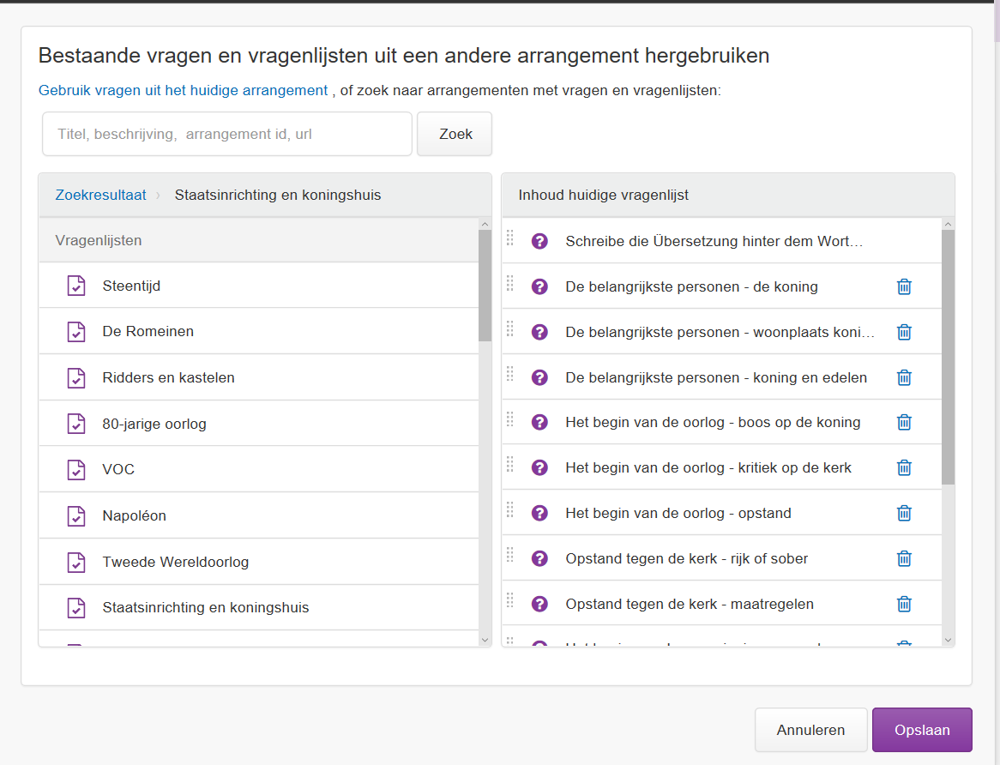 Bestaande vragen en vragenlijsten uit een andere arrangement hergebruiken
Gebruik vragen uit het huidige arrangement , of zoek naar arrangementen met vragen en vragenlijsten:
Titel, beschrijving, arrangement id, url
Zoek
Zoekresultaat › Staatsinrichting en koningshuis
Vragenlijsten
Steentijd
De Romeinen
Ridders en kastelen
80-jarige oorlog
VOC
Napoléon
Tweede Wereldoorlog
Staatsinrichting en koningshuis
Inhoud huidige vragenlijst
Schreibe die Übersetzung hinter dem Wort…
De belangrijkste personen - de koning
De belangrijkste personen - woonplaats koni…
De belangrijkste personen - koning en edelen
Het begin van de oorlog - boos op de koning
Het begin van de oorlog - kritiek op de kerk
Het begin van de oorlog - opstand
Opstand tegen de kerk - rijk of sober
Opstand tegen de kerk - maatregelen
Annuleren
Opslaan